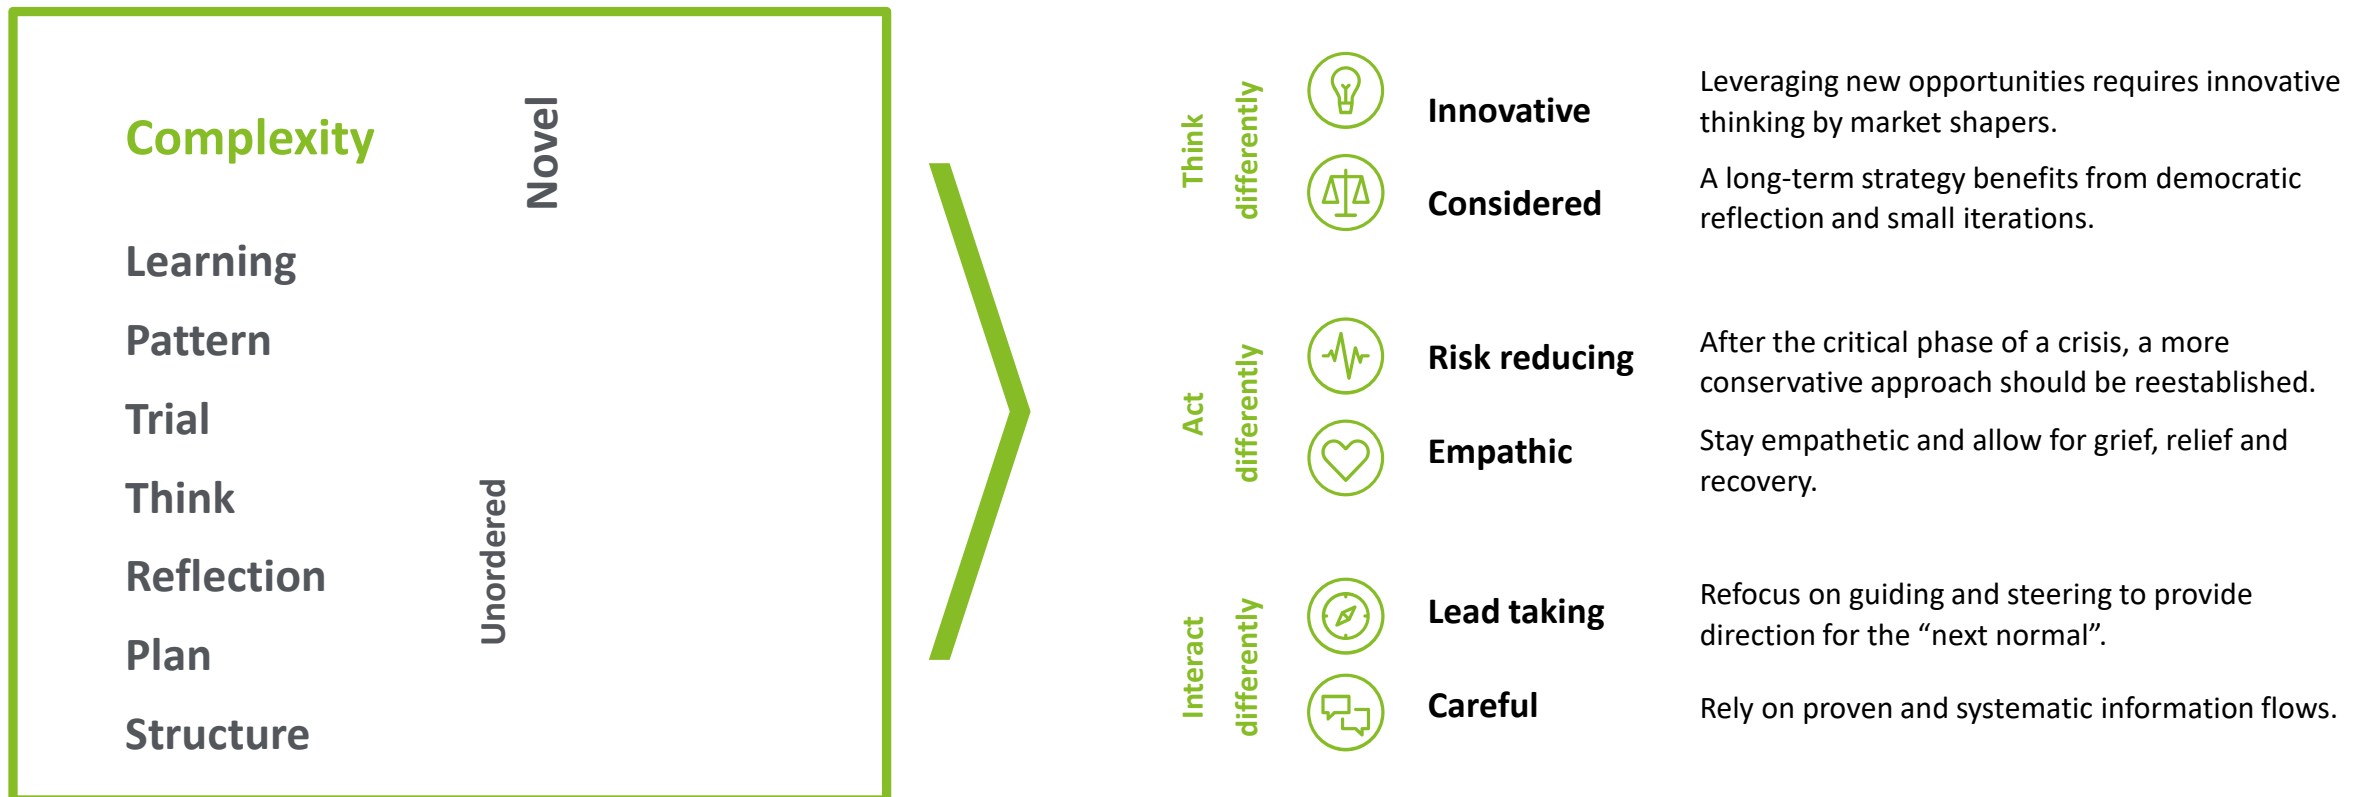 Complexity
Novel
Learning
Pattern
Trial
Think
Reflection
Plan
Structure
Unordered
Think
differently
Innovative
Leveraging new opportunities requires innovative
thinking by market shapers.
Considered
A long-term strategy benefits from democratic
reflection and small iterations.
Act
differently
Risk reducing
After the critical phase of a crisis, a more
conservative approach should be reestablished.
Empathic
Stay empathetic and allow for grief, relief and
recovery.
Interact
differently
Lead taking
Refocus on guiding and steering to provide
direction for the “next normal”.
Careful
Rely on proven and systematic information flows.